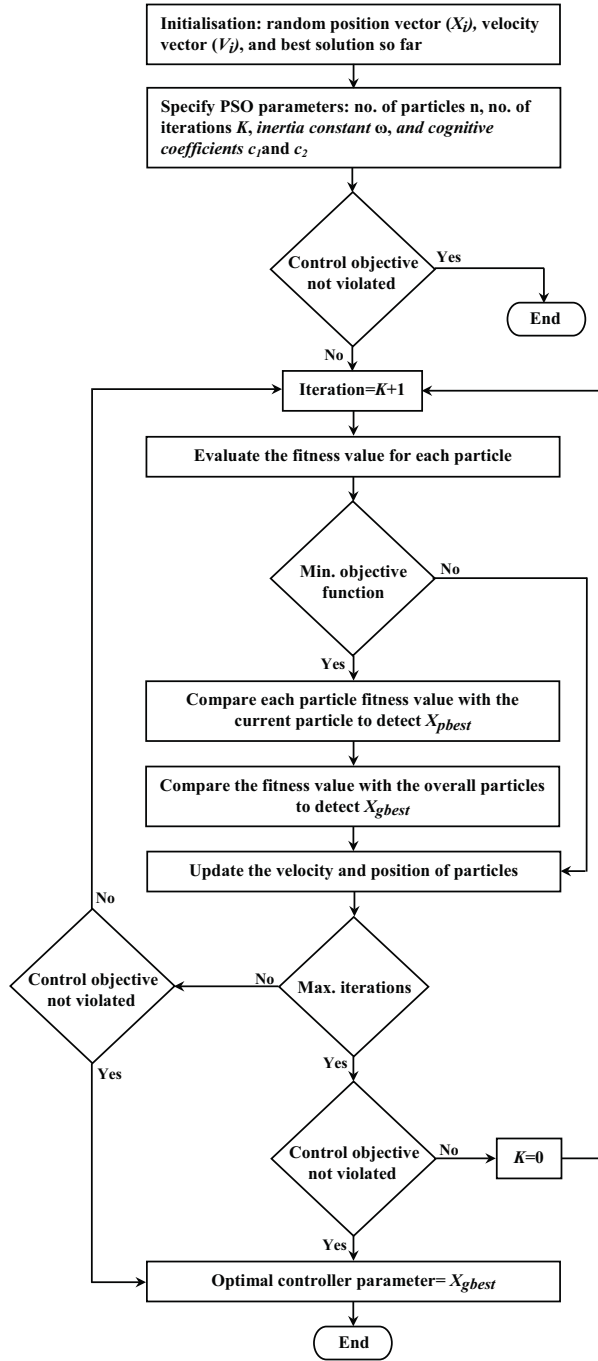 Initialisation: random position vector (Xi), velocity
vector (Vi), and best solution so far
Specify PSO parameters: no. of particles n, no. of
iterations K, inertia constant ω, and cognitive
coefficients c1and c2
Control objective
not violated
Yes
End
No
Iteration=K+1
Evaluate the fitness value for each particle
Min. objective
function
No
Yes
Compare each particle fitness value with the
current particle to detect Xpbest
Compare the fitness value with the overall particles
to detect Xgbest
Update the velocity and position of particles
No
Control objective
not violated
No
Max. iterations
Yes
Yes
Control objective
not violated
No
K=0
Yes
Optimal controller parameter= Xgbest
End